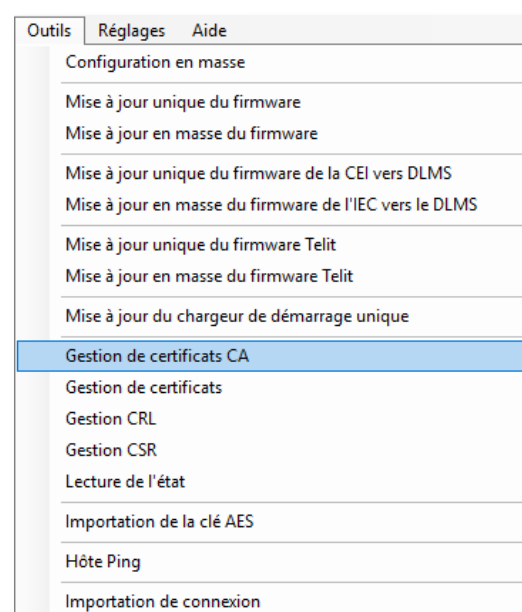 Outils Réglages Aide
Configuration en masse
Mise à jour unique du firmware
Mise à jour en masse du firmware
Mise à jour unique du firmware de la CEI vers DLMS
Mise à jour en masse du firmware de l'IEC vers le DLMS
Mise à jour unique du firmware Telit
Mise à jour en masse du firmware Telit
Mise à jour du chargeur de démarrage unique
Gestion de certificats CA
Gestion de certificats
Gestion CRL
Gestion CSR
Lecture de l'état
Importation de la clé AES
Hôte Ping
Importation de connexion